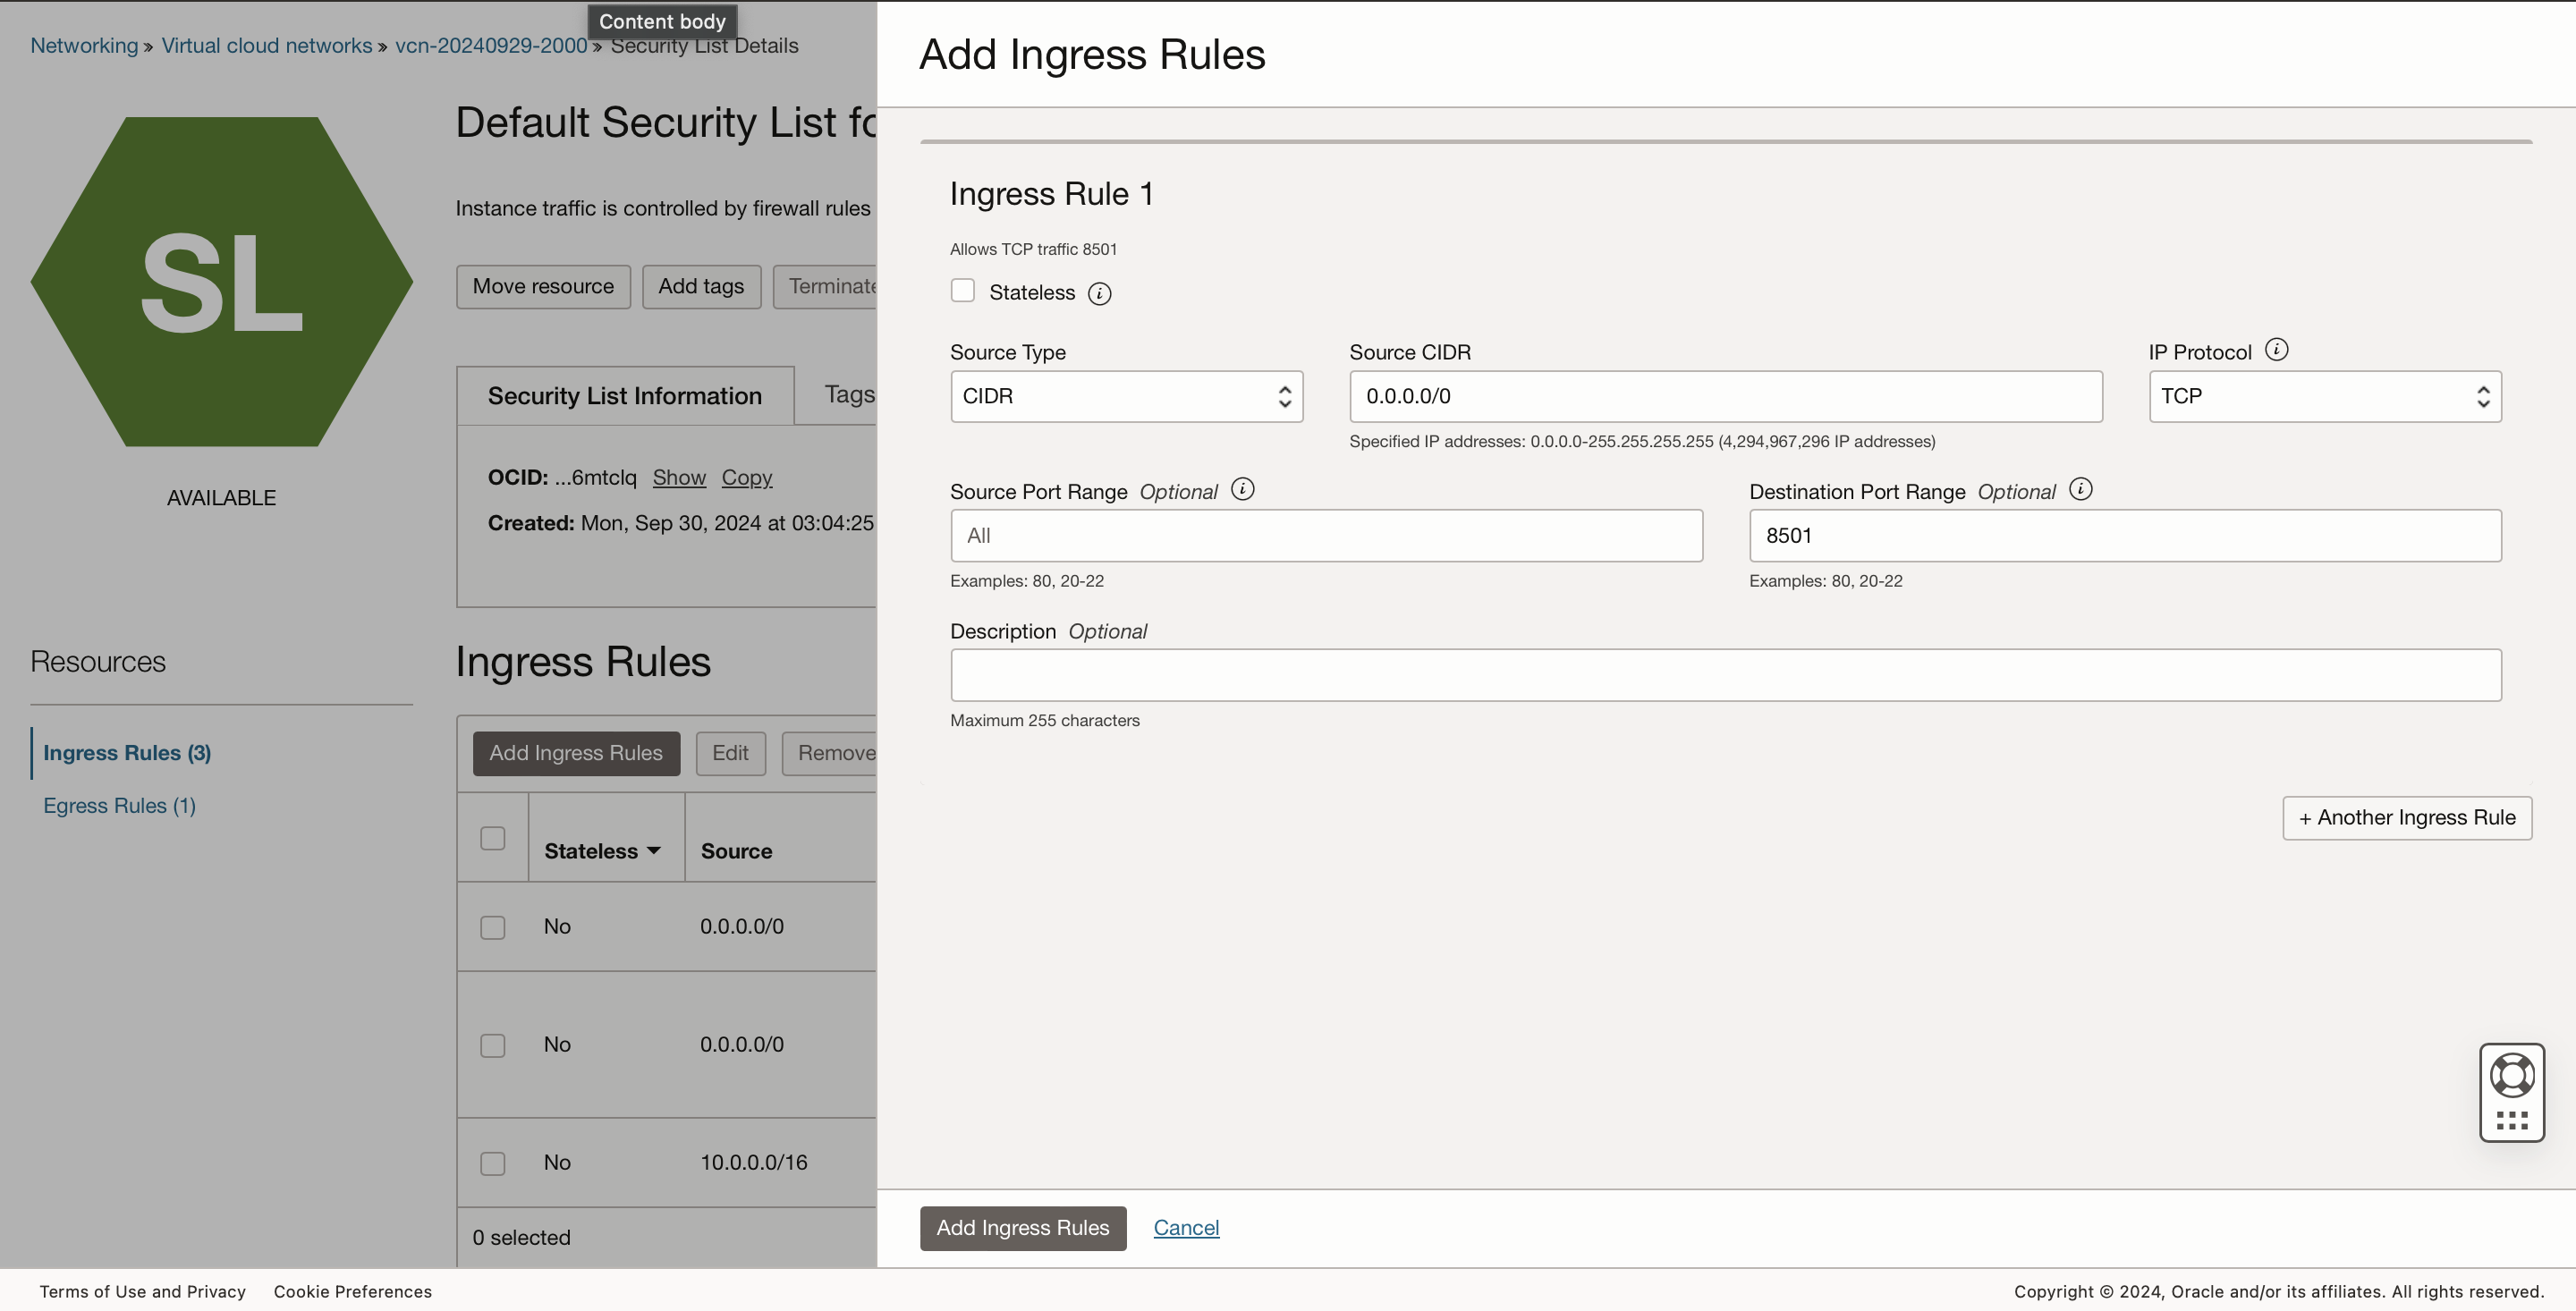 Content body
Networking » Virtual cloud networks » vcn-20240929-2000 » Security List Details
SL
AVAILABLE
Default Security List fo
Instance traffic is controlled by firewall rules
Move resource Add tags Terminate
Security List Information Tags
OCID: ...6mtclq Show Copy
Created: Mon, Sep 30, 2024 at 03:04:25
Resources
Ingress Rules (3)
Egress Rules (1)
Ingress Rules
Add Ingress Rules Edit Remove
Stateless Source
No 0.0.0.0/0
No 0.0.0.0/0
No 10.0.0.0/16
0 selected
Add Ingress Rules
Ingress Rule 1
Allows TCP traffic 8501
Stateless
Source Type Source CIDR IP Protocol
CIDR 0.0.0.0/0 TCP
Specified IP addresses: 0.0.0.0-255.255.255.255 (4,294,967,296 IP addresses)
Source Port Range Optional Destination Port Range Optional
All 8501
Examples: 80, 20-22 Examples: 80, 20-22
Description Optional
Maximum 255 characters
+ Another Ingress Rule
Add Ingress Rules Cancel
Terms of Use and Privacy Cookie Preferences Copyright © 2024, Oracle and/or its affiliates. All rights reserved.